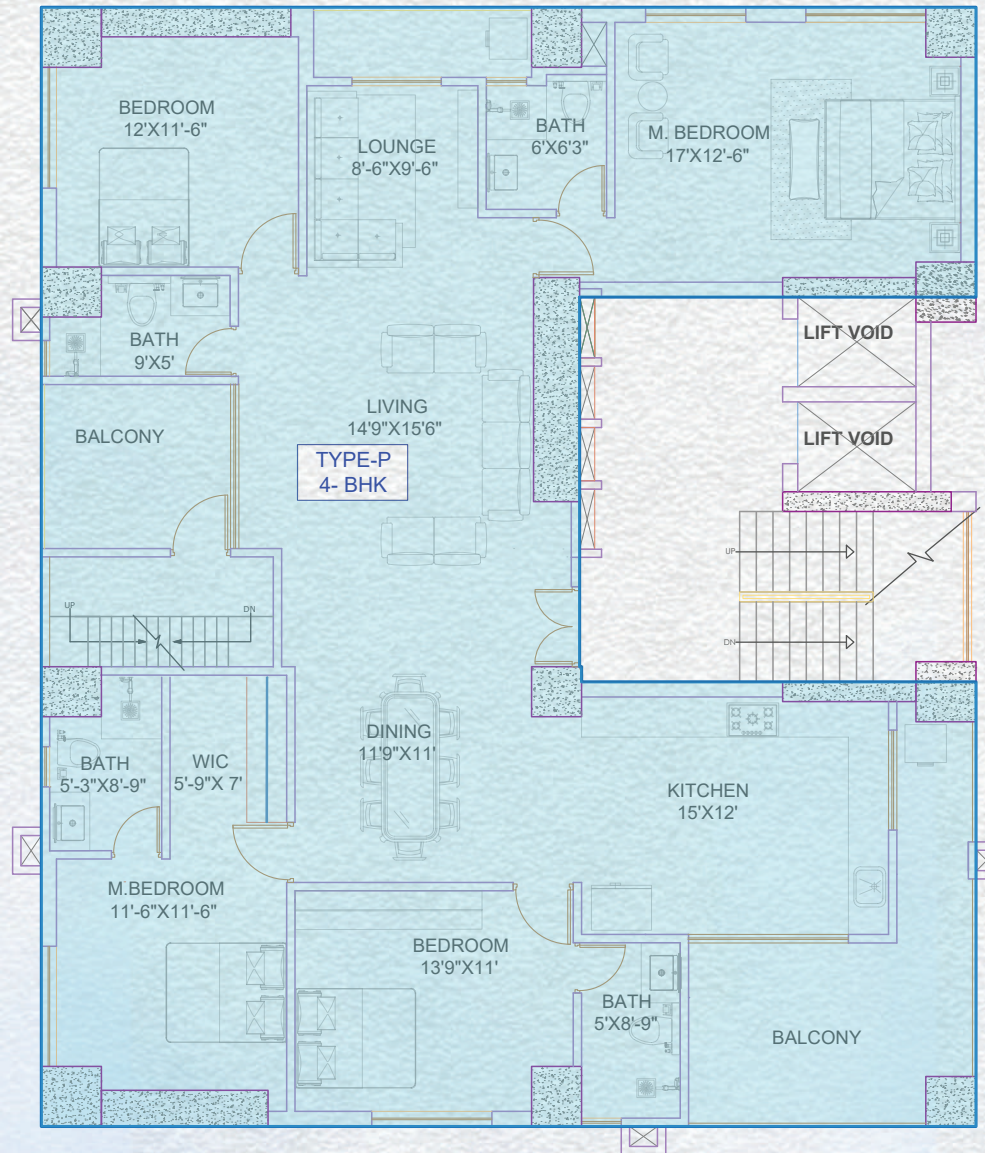 BEDROOM
12'X11'-6"
LOUNGE
8'-6"X9'-6"
BATH
6'X6'3"
M. BEDROOM
17'X12'-6"
BATH
9'X5'
LIFT VOID
LIFT VOID
BALCONY
LIVING
14'9"X15'6"
TYPE-P
4- BHK
UP
DN
UP
DN
BATH
5'-3"X8'-9"
WIC
5'-9"X 7'
DINING
11'9"X11'
KITCHEN
15'X12'
M.BEDROOM
11'-6"X11'-6"
BEDROOM
13'9"X11'
BATH
5'X8'-9"
BALCONY